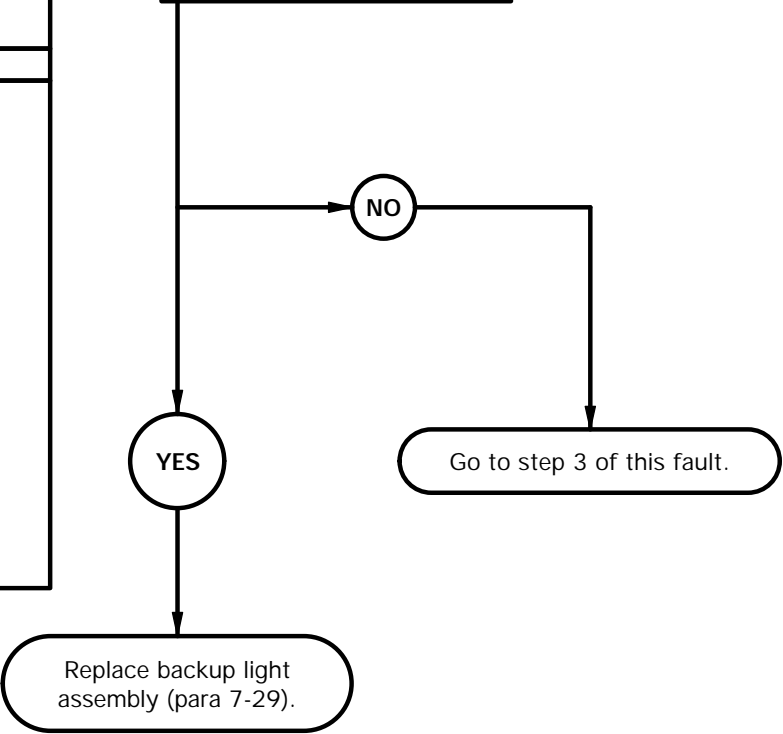 NO
YES
Go to step 3 of this fault.
Replace backup light
assembly (para 7-29).